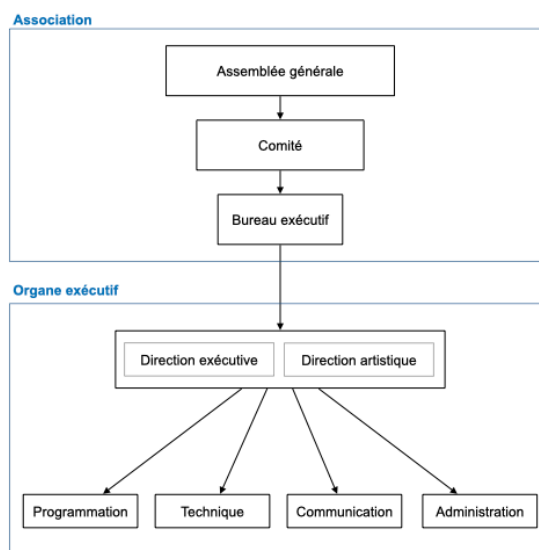 Association
Assemblée générale
Comité
Bureau exécutif
Organe exécutif
Direction exécutive
Direction artistique
Programmation
Technique
Communication
Administration